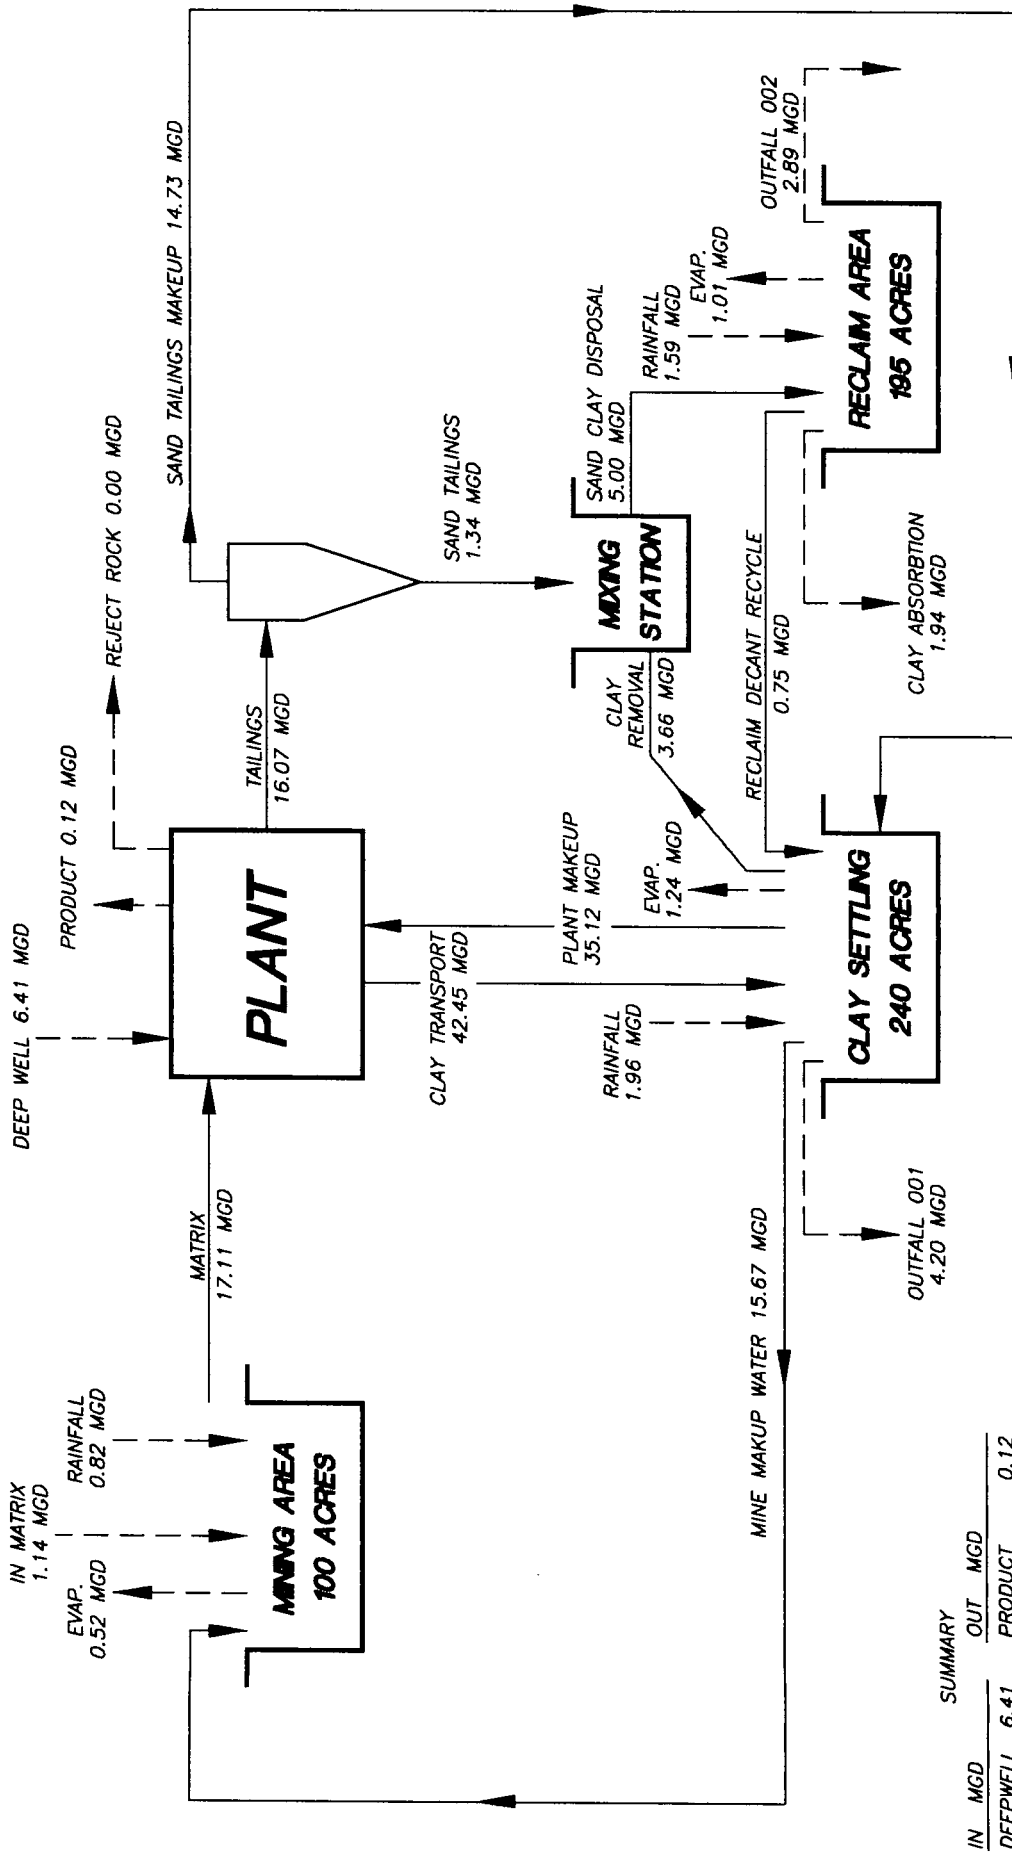 IN MATRIX
1.14 MGD
EVAP.
0.52 MGD
RAINFALL
0.82 MGD
MINING AREA
100 ACRES
MATRIX
17.11 MGD
DEEP WELL 6.41 MGD
PRODUCT 0.12 MGD
REJECT ROCK 0.00 MGD
PLANT
TAILINGS
16.07 MGD
SAND TAILINGS MAKEUP 14.73 MGD
SAND TAILINGS
1.34 MGD
CLAY TRANSPORT
42.45 MGD
PLANT MAKEUP
35.12 MGD
RAINFALL
1.96 MGD
EVAP.
1.24 MGD
CLAY
REMOVAL
3.66 MGD
MIXING
STATION
SAND CLAY DISPOSAL
5.00 MGD
RAINFALL
1.59 MGD
EVAP.
1.01 MGD
OUTFALL 002
2.89 MGD
MINE MAKUP WATER 15.67 MGD
CLAY SETTLING
240 ACRES
RECLAIM DECANT RECYCLE
0.75 MGD
RECLAIM AREA
195 ACRES
OUTFALL 001
4.20 MGD
CLAY ABSORBTION
1.94 MGD
SUMMARY
IN MGD OUT MGD
DEEPWELL 6.41 PRODUCT 0.12